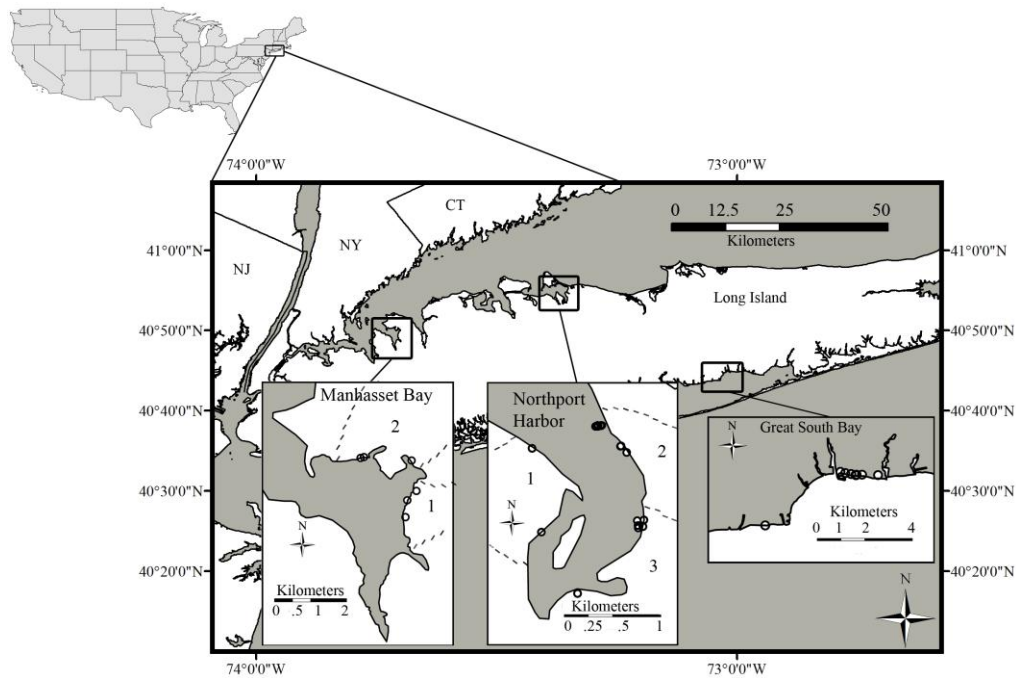 74°0'0"W
73°0'0"W
CT
0 12.5 25 50
Kilometers
41°0'0"N
NY
41°0'0"N
NJ
Long Island
40°50'0"N
40°50'0"N
Manhasset Bay
Northport
Harbor
40°40'0"N
40°40'0"N
2
N
Great South Bay
2
1
40°30'0"N
1
N
Kilometers
40°30'0"N
N
0 1 2 4
3
40°20'0"N
Kilometers
0 .5 1 2
Kilometers
0 .25 .5 1
N
40°20'0"N
74°0'0"W
73°0'0"W